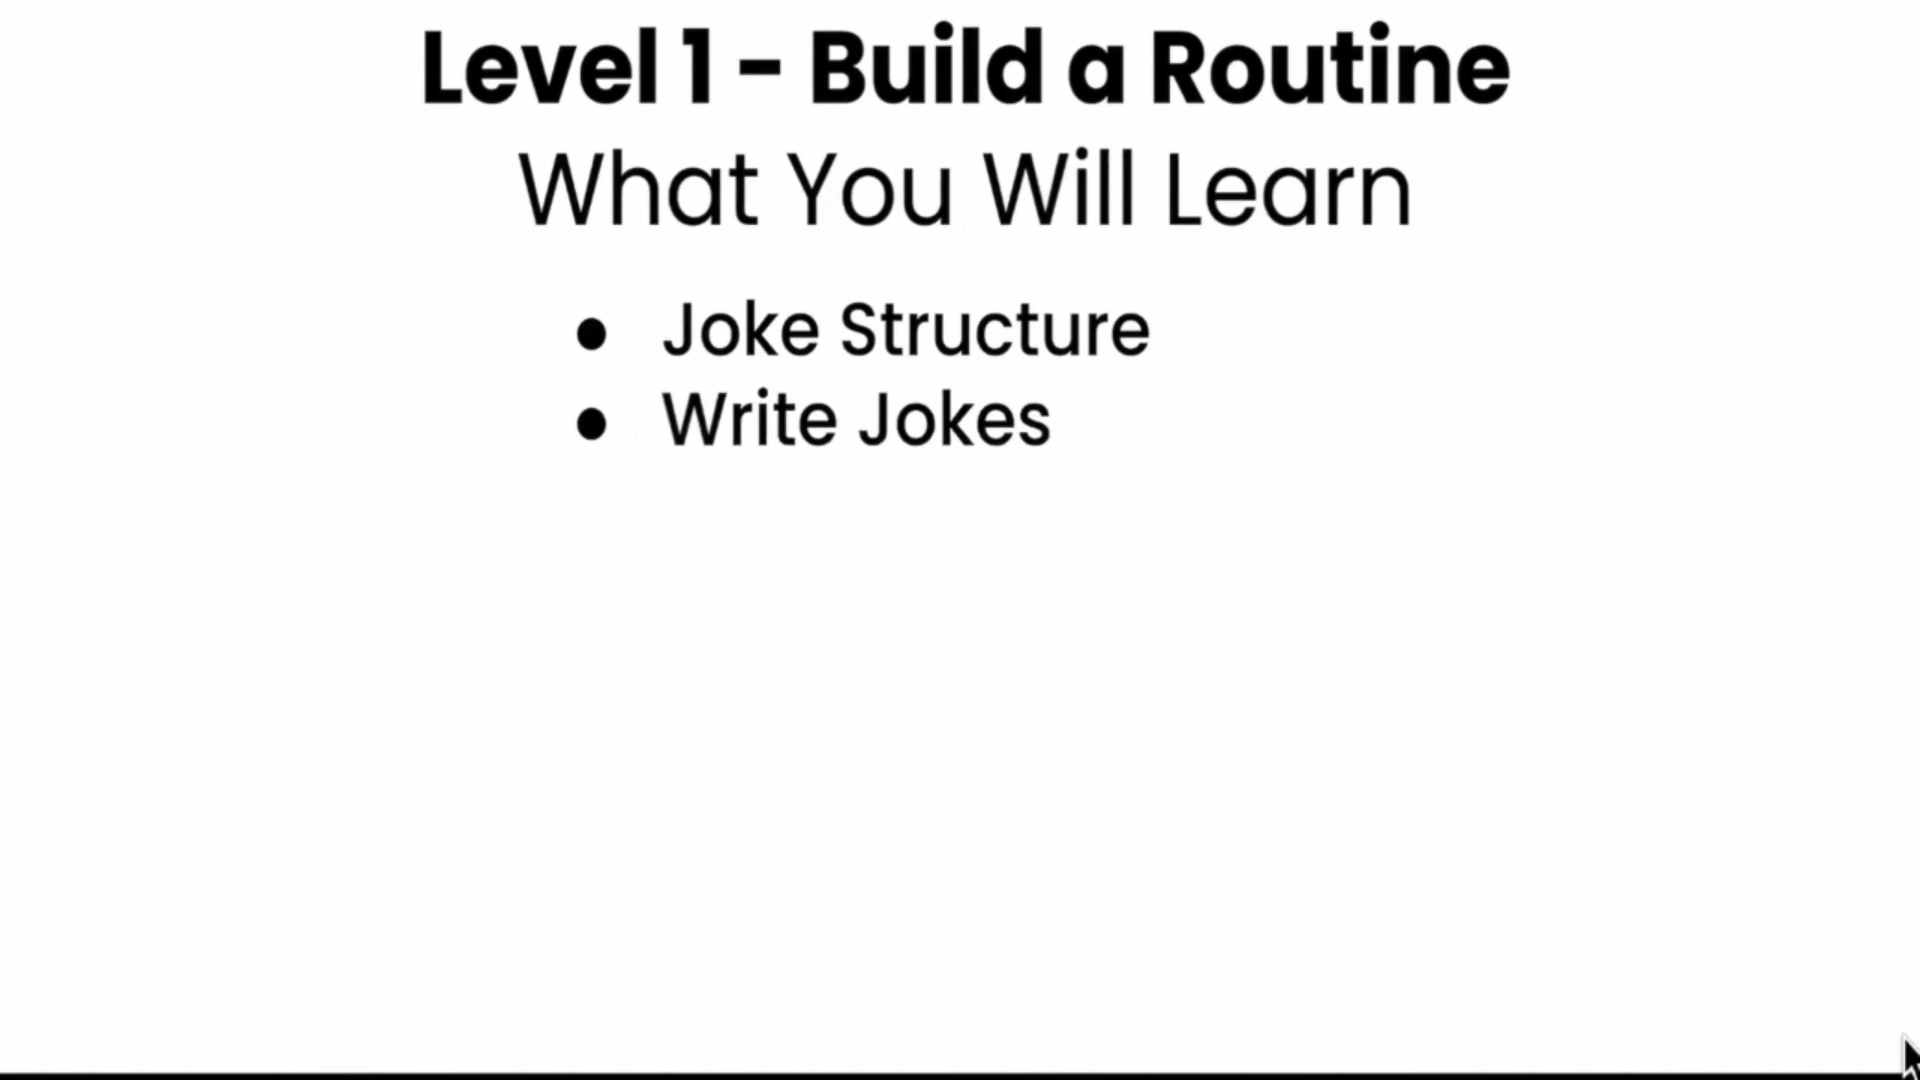 Level 1 - Build a Routine
What You Will Learn
● Joke Structure
● Write Jokes